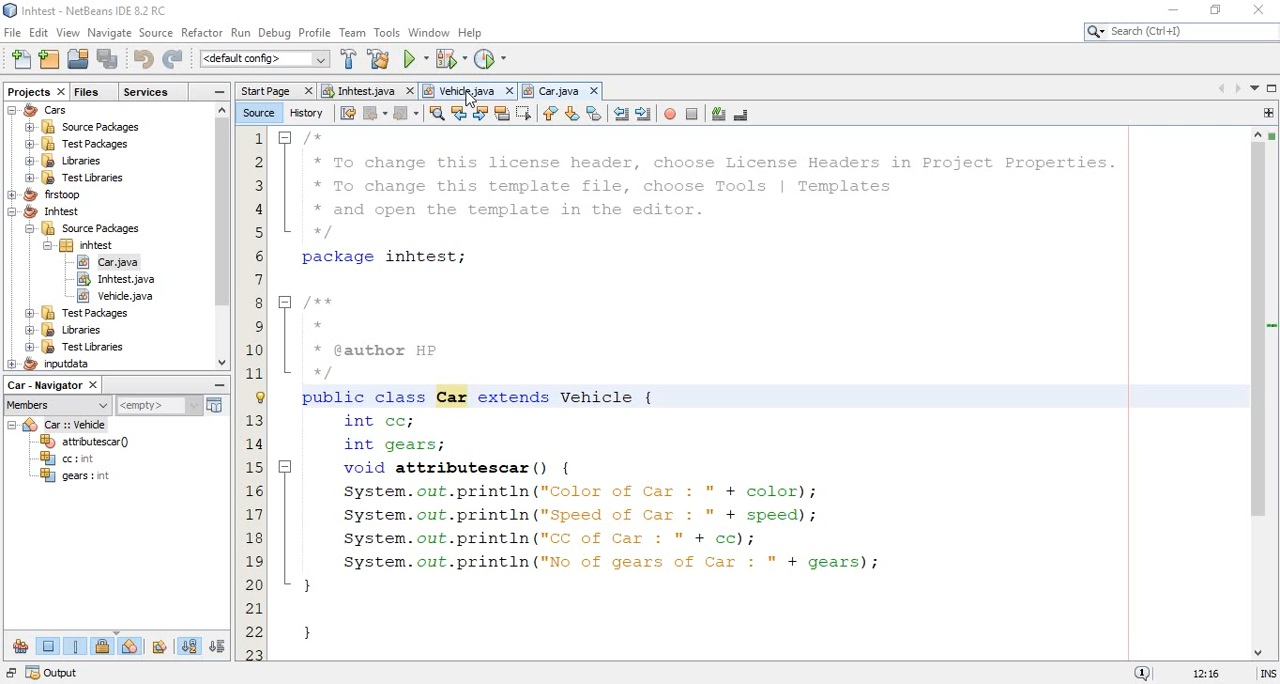 Inhtest - NetBeans IDE 8.2 RC
File Edit View Navigate Source Refactor Run Debug Profile Team Tools Window Help
Search (Ctrl+I)
<default config>
Projects Files Services
Start Page Inhtest.java Vehicle.java Car.java
Source History
Cars
Source Packages
Test Packages
Libraries
Test Libraries
firstoop
Inhtest
Source Packages
inhtest
Car.java
Inhtest.java
Vehicle.java
Test Packages
Libraries
Test Libraries
inputdata
Car - Navigator
Members <empty>
Car :: Vehicle
attributescar()
cc : int
gears : int
1 /*
2 * To change this license header, choose License Headers in Project Properties.
3 * To change this template file, choose Tools | Templates
4 * and open the template in the editor.
5 */
6 package inhtest;
7
8 /**
9 *
10 * @author HP
11 */
public class Car extends Vehicle {
13 int cc;
14 int gears;
15 void attributescar() {
16 System.out.println("Color of Car : " + color);
17 System.out.println("Speed of Car : " + speed);
18 System.out.println("CC of Car : " + cc);
19 System.out.println("No of gears of Car : " + gears);
20 }
21
22 }
23
Output
1 12:16 INS